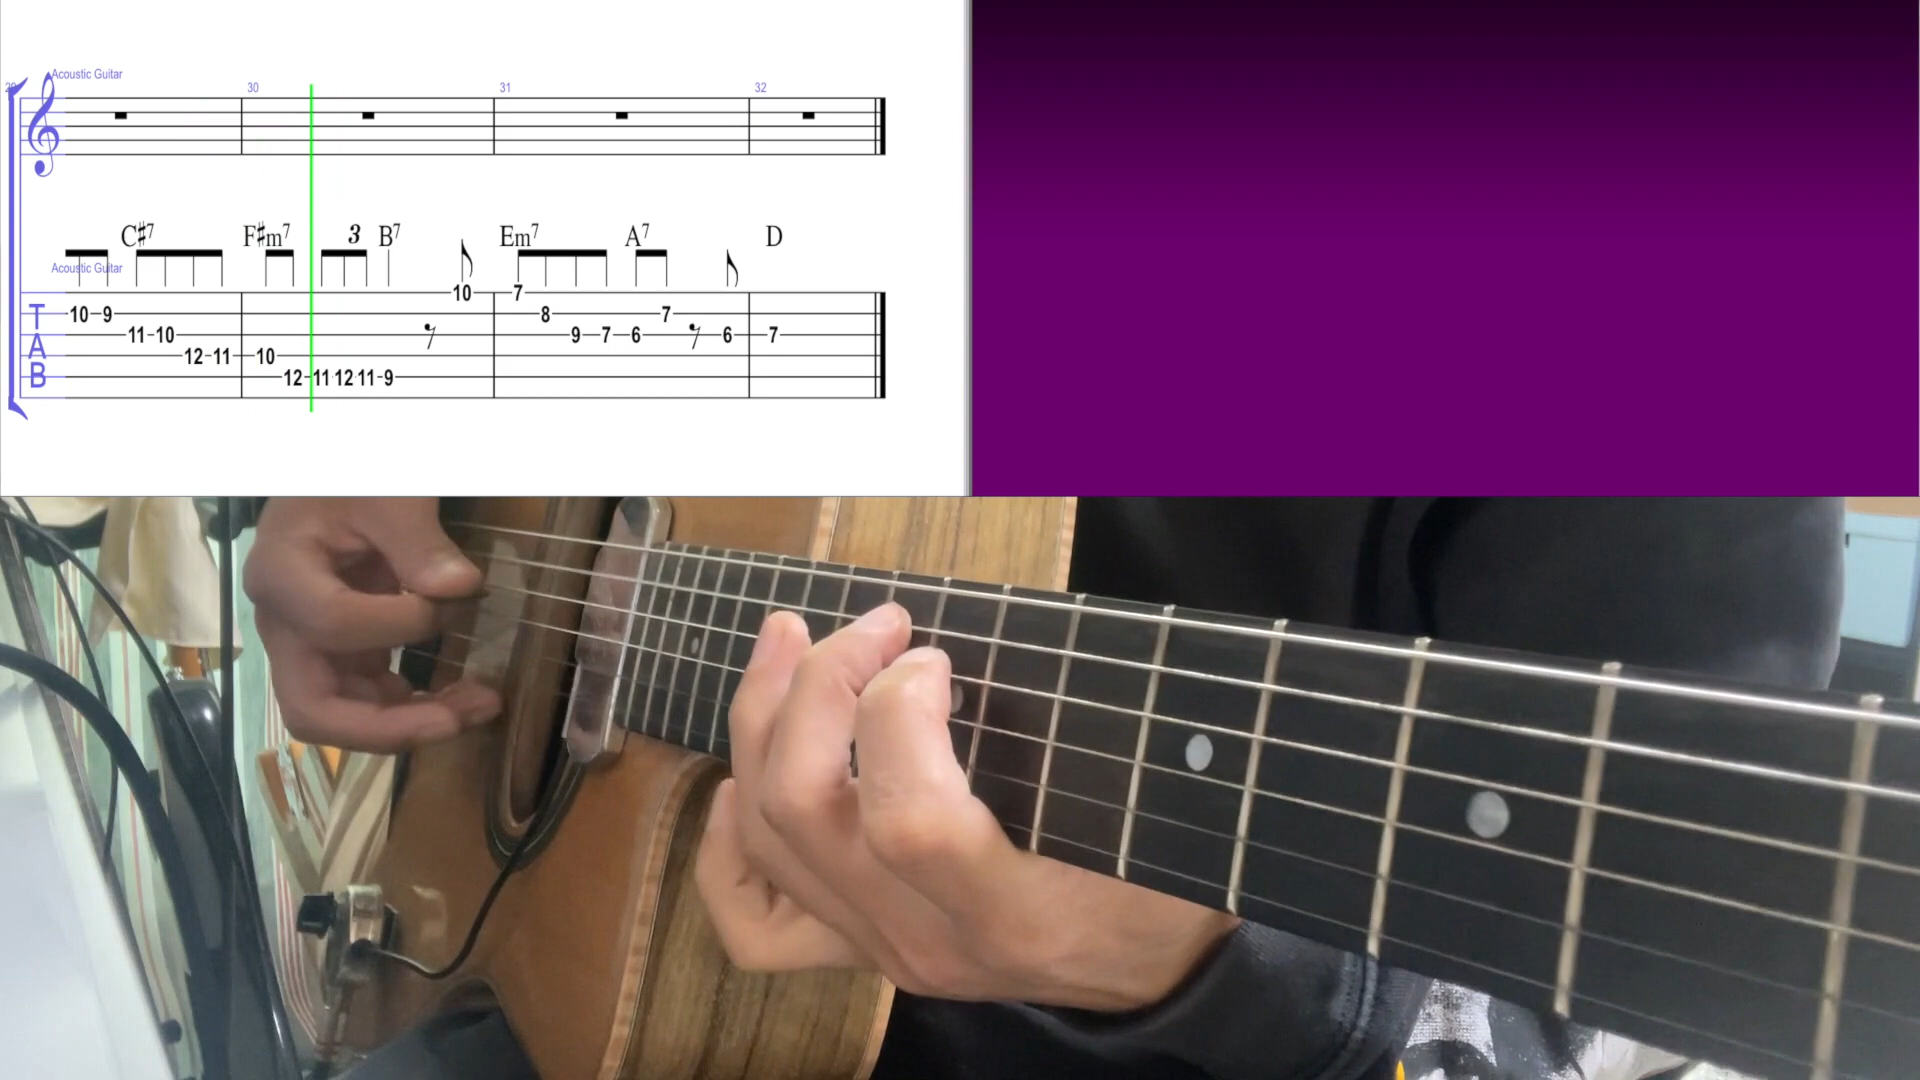 Acoustic Guitar
30 31 32
C♯7 F♯m7 3 B7 Em7 A7 D
Acoustic Guitar
10 7
T 10 9 8 7
11 10 9 7 6 6 7
A 12 11 10
B 12 11 12 11 9